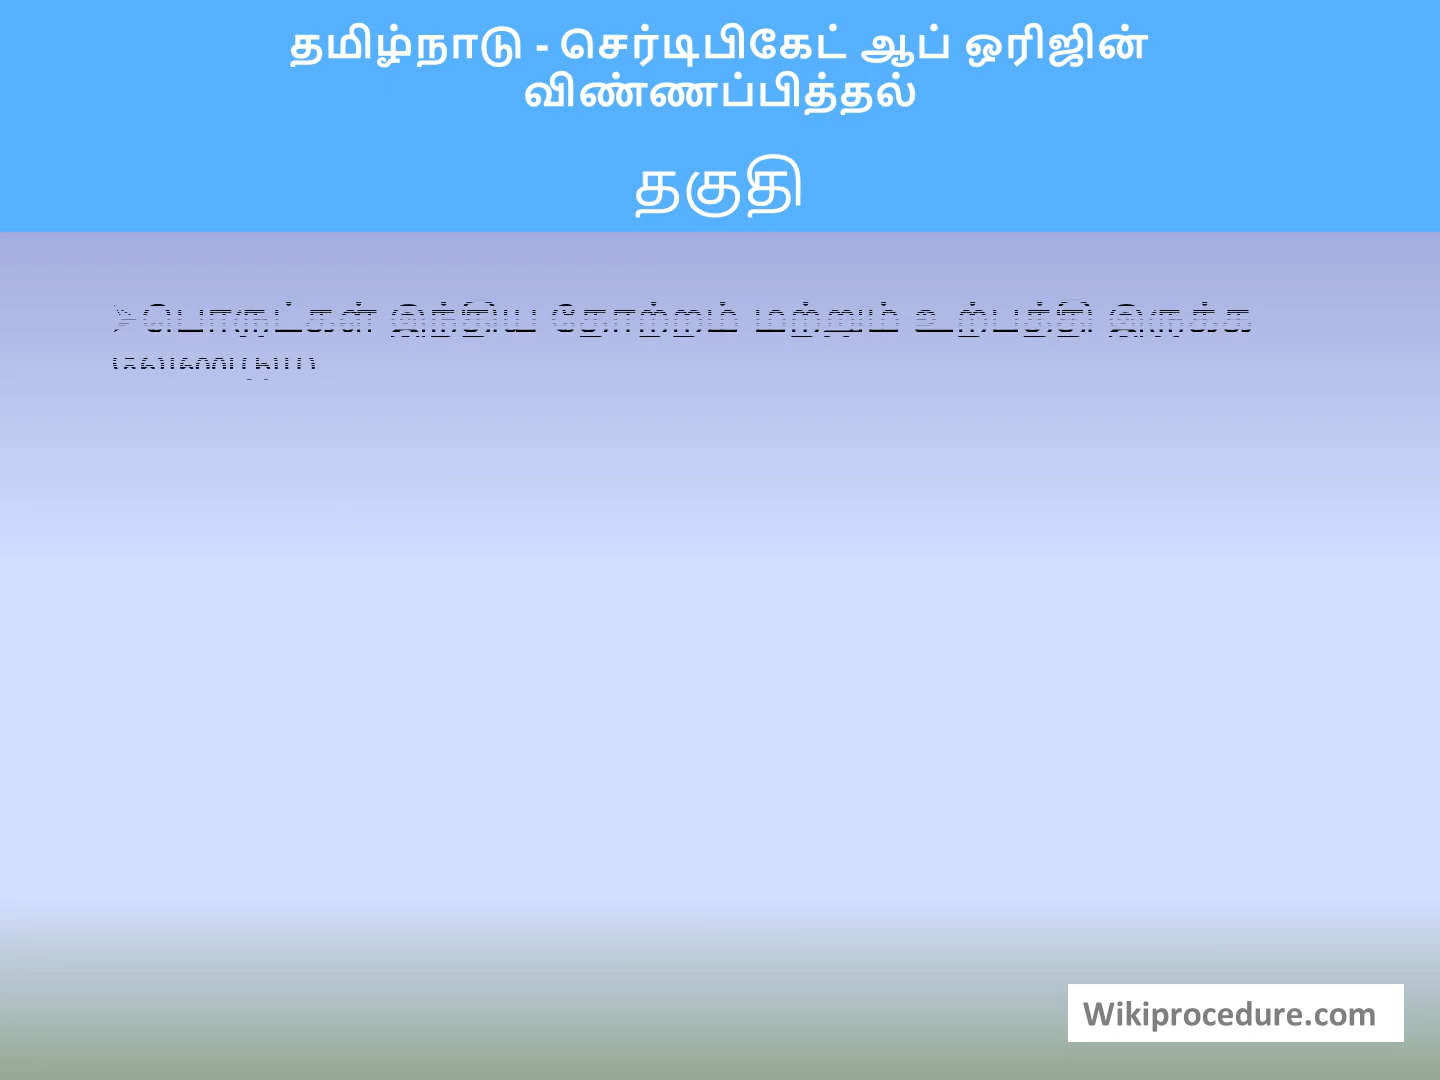 தமிழ்நாடு - செர்டிபிகேட் ஆப் ஒரிஜின்
விண்ணப்பித்தல்
தகுதி
➢பொருட்கள் இந்திய தோற்றம் மற்றும் உற்பத்தி இருக்க
Wikiprocedure.com